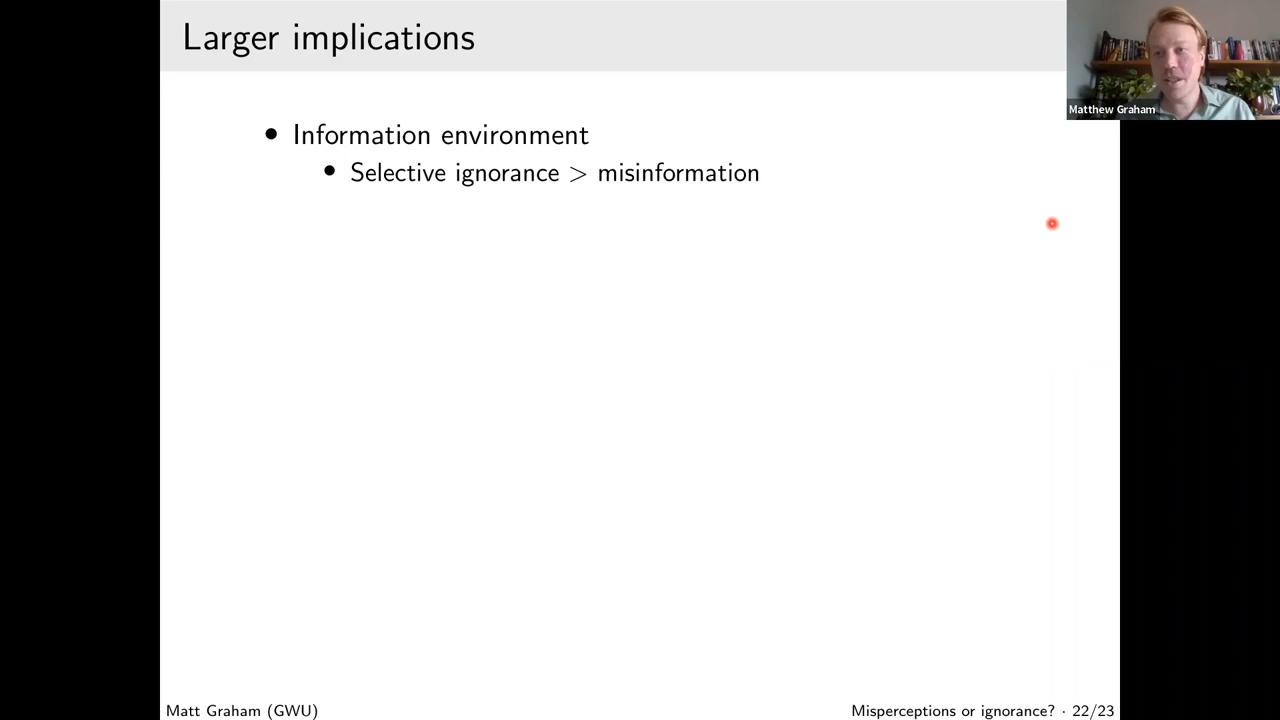 Larger implications
Matthew Graham
• Information environment
• Selective ignorance > misinformation
Matt Graham (GWU)
Misperceptions or ignorance? · 22/23